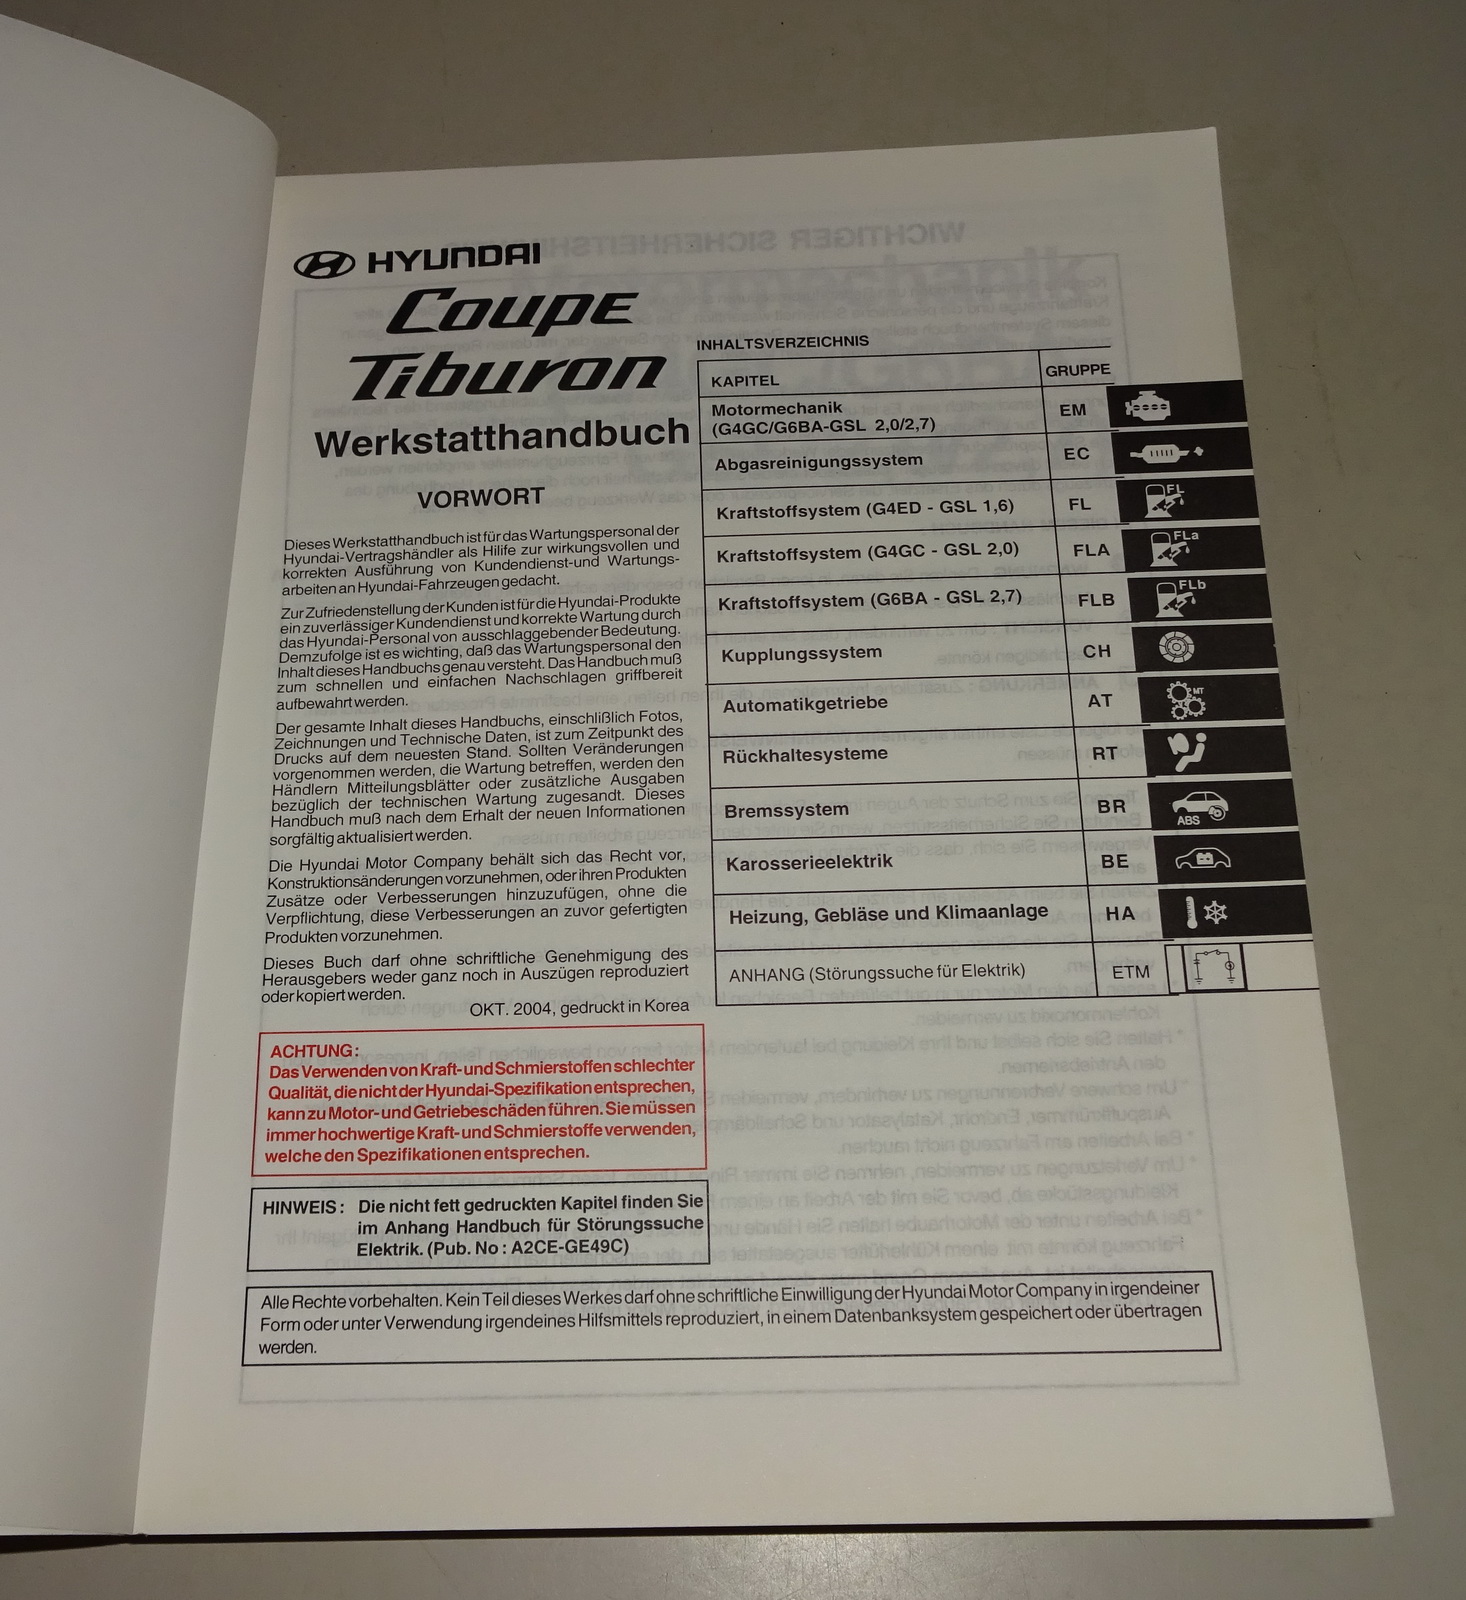 HYUNDAI
Coupe
Tiburon
Werkstatthandbuch
VORWORT
Dieses Werkstatthandbuch ist für das Wartungspersonal der
Hyundai-Vertragshändler als Hilife zur wirkungsvollen und
korrekten Ausführung von Kundendienst-und Wartungs-
arbeiten an Hyundai-Fahrzeugen gedacht.
Zur Zufriedenstellung der Kunden ist für die Hyundai-Produkte
ein zuverlässiger Kundendienst und korrekte Wartung durch
das Hyundai-Personal von ausschlaggebender Bedeutung.
Demzufolge ist es wichting, daß das Wartungspersonal den
Inhalt dieses Handbuchs genau versteht. Das Handbuch muß
zum schnellen und einfachen Nachschlagen griffbereit
aufbewahrt werden.
Der gesamte Inhalt dieses Handbuchs, einschlißlich Fotos,
Zeichnungen und Technische Daten, ist zum Zeitpunkt des
Drucks auf dem neuesten Stand. Sollten Veränderungen
vorgenommen werden, die Wartung betreffen, werden den
Händlern Mitteilungsblätter oder zusätzliche Ausgaben
bezüglich der technischen Wartung zugesandt. Dieses
Handbuch muß nach dem Erhalt der neuen Informationen
sorgfältig aktualisiert werden.
Die Hyundai Motor Company behält sich das Recht vor,
Konstruktionsänderungen vorzunehmen, oder ihren Produkten
Zusätze oder Verbesserungen hinzuzufügen, ohne die
Verpflichtung, diese Verbesserungen an zuvor gefertigten
Produkten vorzunehmen.
Dieses Buch darf ohne schriftliche Genehmigung des
Herausgebers weder ganz noch in Auszügen reproduziert
oder kopiert werden.
OKT. 2004, gedruckt in Korea
ACHTUNG:
Das Verwenden von Kraft- und Schmierstoffen schlechter
Qualität, die nicht der Hyundai-Spezifikation entsprechen,
kann zu Motor- und Getriebeschäden führen. Sie müssen
immer hochwertige Kraft- und Schmierstoffe verwenden,
welche den Spezifikationen entsprechen.
HINWEIS : Die nicht fett gedruckten Kapitel finden Sie
im Anhang Handbuch für Störungssuche
Elektrik. (Pub. No : A2CE-GE49C)
INHALTSVERZEICHNIS
KAPITEL GRUPPE
Motormechanik
(G4GC/G6BA-GSL 2,0/2,7) EM
Abgasreinigungssystem EC
Kraftstoffsystem (G4ED - GSL 1,6) FL FL
Kraftstoffsystem (G4GC - GSL 2,0) FLA FLa
Kraftstoffsystem (G6BA - GSL 2,7) FLB FLb
Kupplungssystem CH
Automatikgetriebe AT MT
Rückhaltesysteme RT
Bremssystem BR ABS
Karosserieelektrik BE
Heizung, Gebläse und Klimaanlage HA
ANHANG (Störungssuche für Elektrik) ETM
Alle Rechte vorbehalten. Kein Teil dieses Werkes darf ohne schriftliche Einwilligung der Hyundai Motor Company in irgendeiner
Form oder unter Verwendung irgendeines Hilfsmittels reproduziert, in einem Datenbanksystem gespeichert oder übertragen
werden.